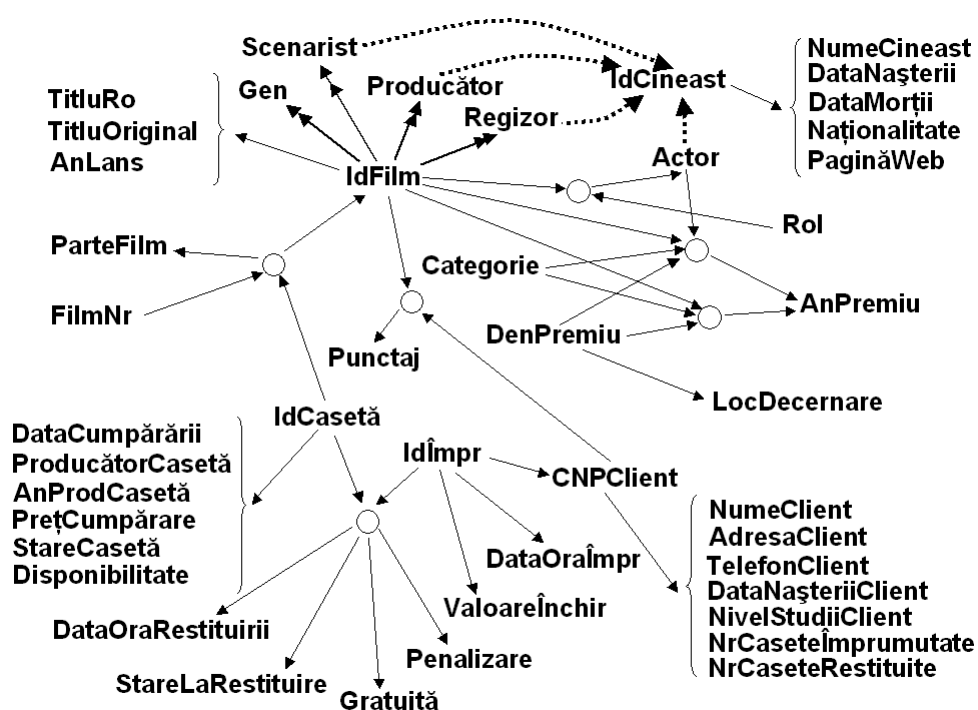 Scenarist
NumeCineast
DataNaşterii
DataMorţii
Naţionalitate
PaginăWeb
IdCineast
Gen
Producător
TitluRo
TitluOriginal
AnLans
Regizor
Actor
IdFilm
Rol
ParteFilm
Categorie
FilmNr
AnPremiu
DenPremiu
Punctaj
LocDecernare
IdCasetă
DataCumpărării
ProducătorCasetă
AnProdCasetă
PreţCumpărare
StareCasetă
Disponibilitate
IdÎmpr
CNPClient
NumeClient
AdresaClient
TelefonClient
DataNaşteriiClient
NivelStudiiClient
NrCaseteÎmprumutate
NrCaseteRestituite
DataOraÎmpr
ValoareÎnchir
DataOraRestituirii
Penalizare
StareLaRestituire
Gratuită